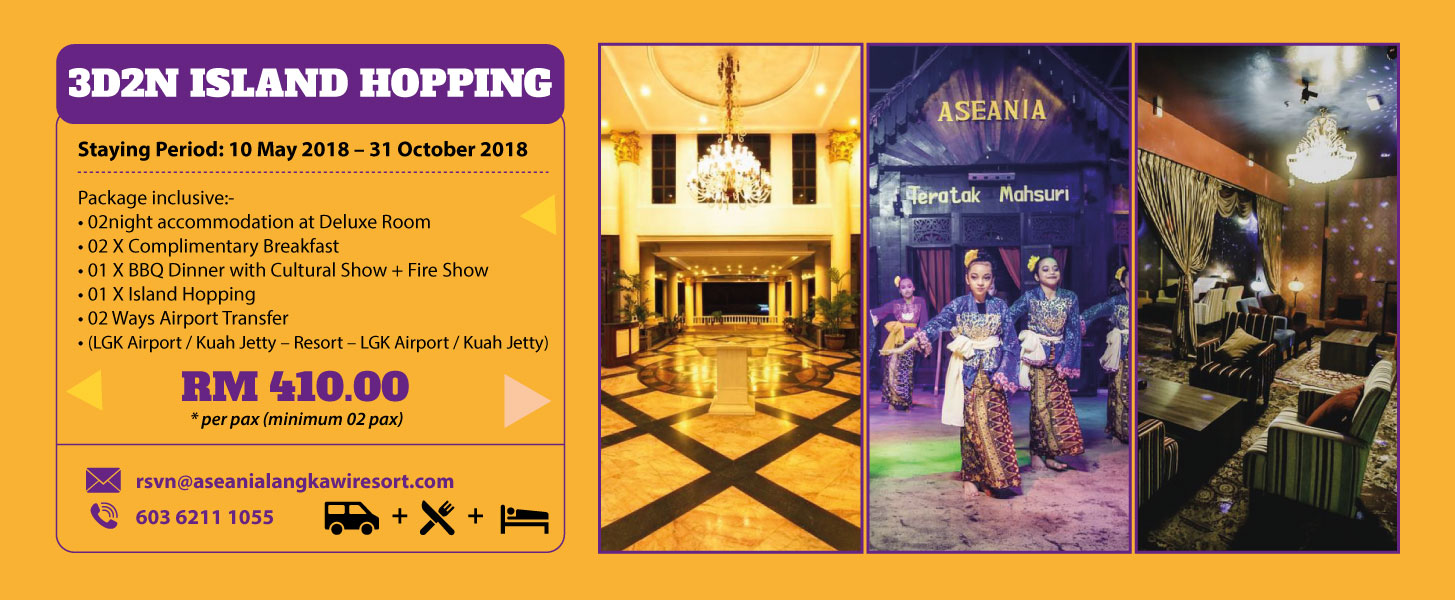 3D2N ISLAND HOPPING
Staying Period: 10 May 2018 – 31 October 2018
Package inclusive:-
• 02night accommodation at Deluxe Room
• 02 X Complimentary Breakfast
• 01 X BBQ Dinner with Cultural Show + Fire Show
• 01 X Island Hopping
• 02 Ways Airport Transfer
• (LGK Airport / Kuah Jetty – Resort – LGK Airport / Kuah Jetty)
RM 410.00
* per pax (minimum 02 pax)
rsvn@aseanialangkawiresort.com
603 6211 1055
+ +
ASEANIA
Teratak Mahsuri